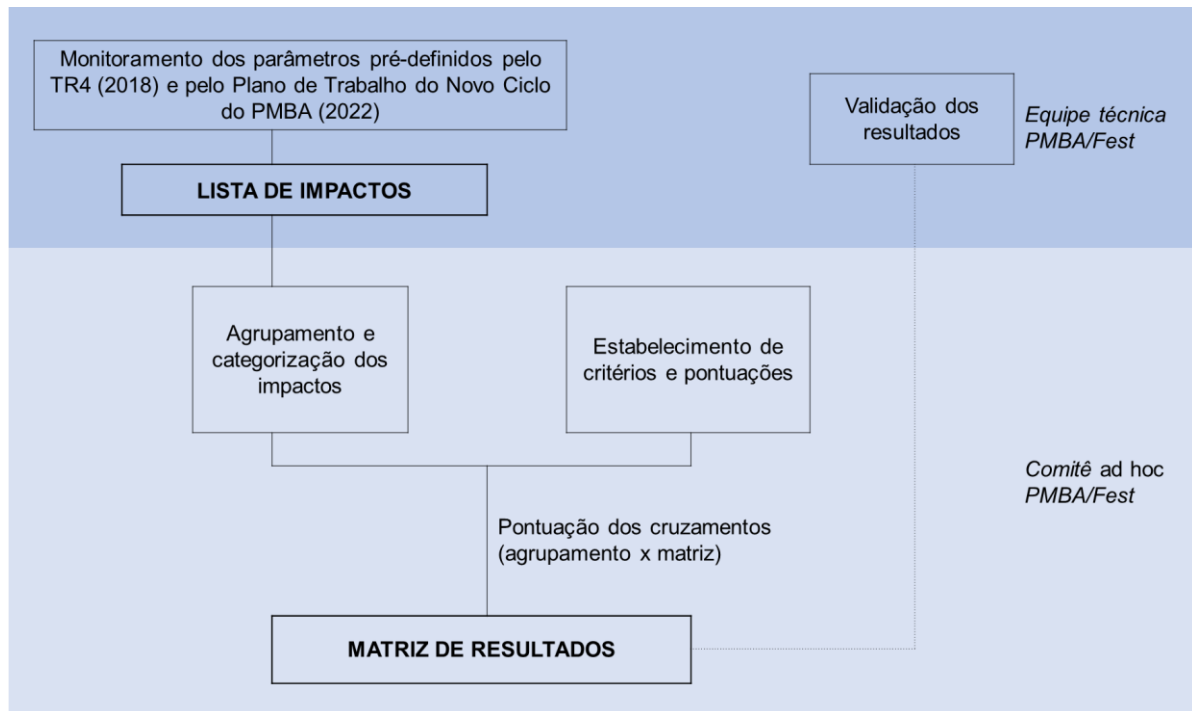 Monitoramento dos parâmetros pré-definidos pelo
TR4 (2018) e pelo Plano de Trabalho do Novo Ciclo
do PMBA (2022)
Validação dos
resultados
Equipe técnica
PMBA/Fest
LISTA DE IMPACTOS
Agrupamento e
categorização dos
impactos
Estabelecimento de
critérios e pontuações
Comitê ad hoc
PMBA/Fest
Pontuação dos cruzamentos
(agrupamento x matriz)
MATRIZ DE RESULTADOS